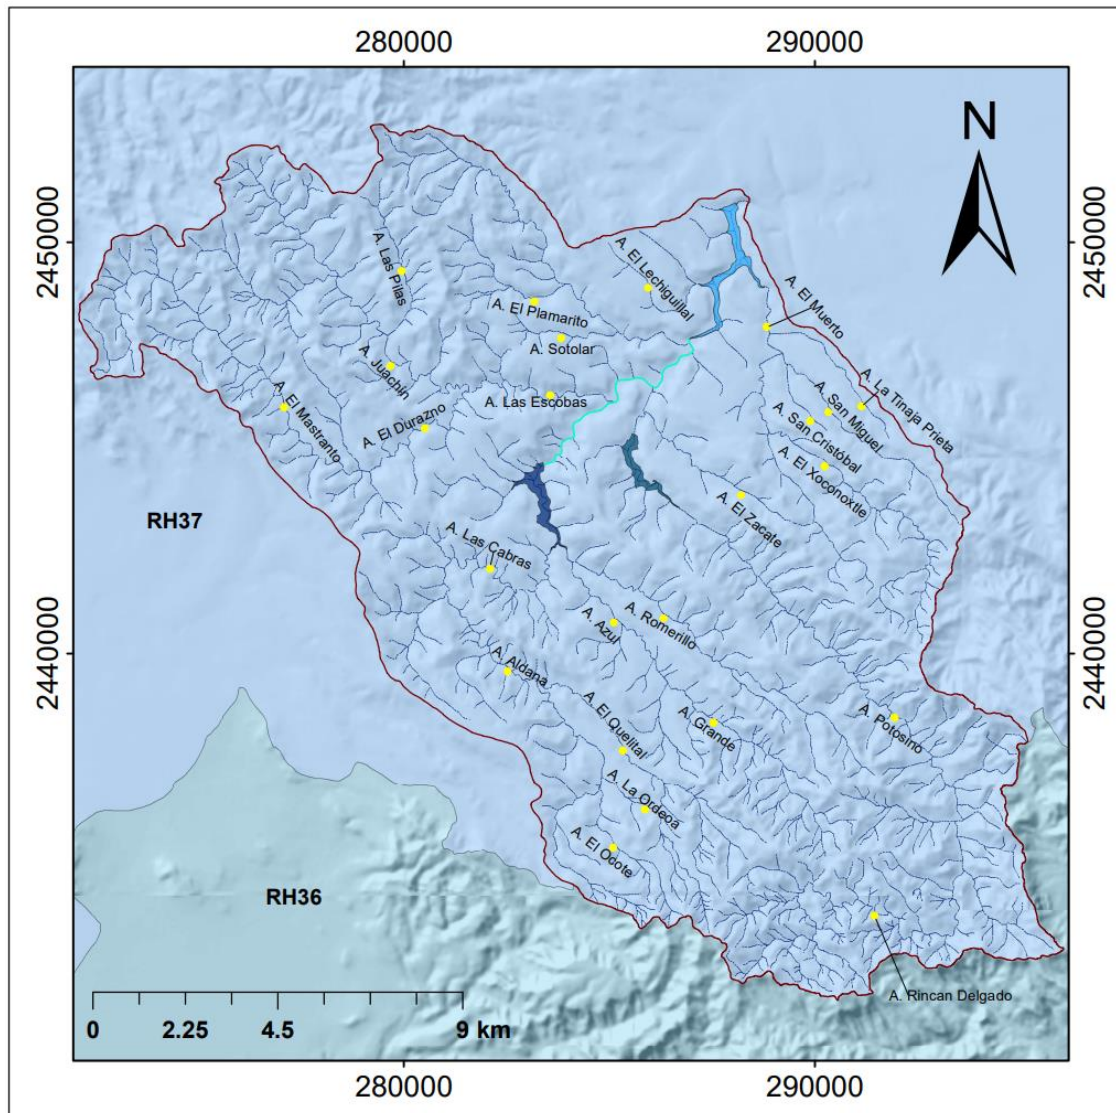 280000
290000
N
2450000
2450000
A. Las Pilas
A. El Lechiguillal
A. El Muerto
A. El Plamarito
A. Sotolar
A. Juachín
A. La Tinaja Prieta
A. San Miguel
A. El Mastranto
A. Las Escobas
A. San Cristóbal
A. El Durazno
A. El Xoconoxtle
A. El Zacate
RH37
A. Las Cabras
A. Azul
A. Romerillo
2440000
2440000
A. Aldana
A. El Quelital
A. Grande
A. Potosino
A. La Ordeoa
A. El Ocote
RH36
A. Rincan Delgado
0
2.25
4.5
9 km
280000
290000